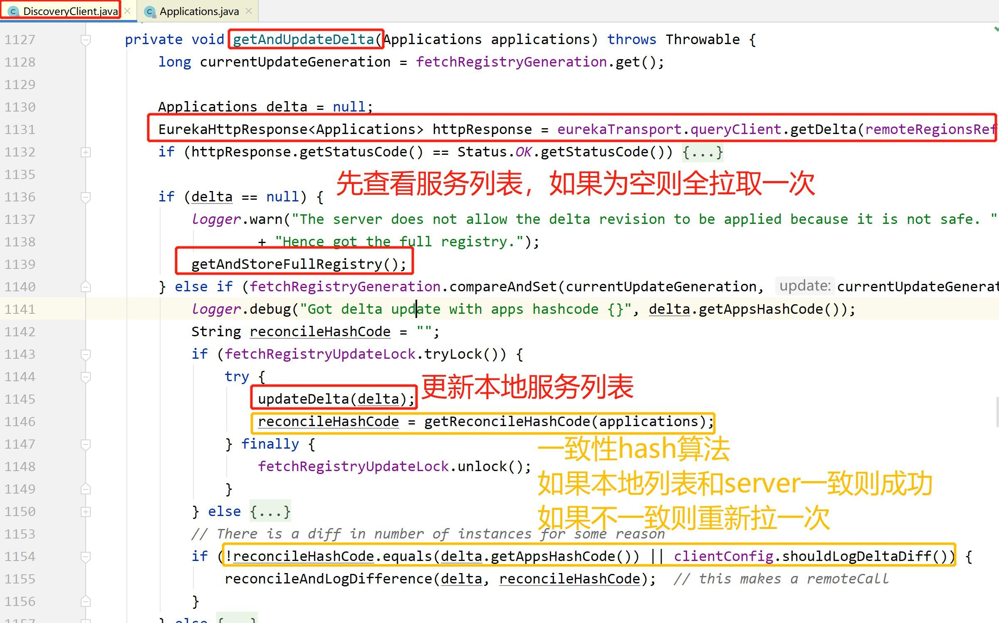 DiscoveryClient.java Applications.java
1127 private void getAndUpdateDelta(Applications applications) throws Throwable {
1128 long currentUpdateGeneration = fetchRegistryGeneration.get();
1129
1130 Applications delta = null;
1131 EurekaHttpResponse<Applications> httpResponse = eurekaTransport.queryClient.getDelta(remoteRegionsRef
1132 if (httpResponse.getStatusCode() == Status.OK.getStatusCode()) {...}
1135
先查看服务列表，如果为空则全拉取一次
1136 if (delta == null) {
1137 logger.warn("The server does not allow the delta revision to be applied because it is not safe. "
1138 + "Hence got the full registry.");
1139 getAndStoreFullRegistry();
1140 } else if (fetchRegistryGeneration.compareAndSet(currentUpdateGeneration, update: currentUpdateGenerat
1141 logger.debug("Got delta update with apps hashcode {}", delta.getAppsHashCode());
1142 String reconcileHashCode = "";
1143 if (fetchRegistryUpdateLock.tryLock()) {
1144 try {
更新本地服务列表
1145 updateDelta(delta);
1146 reconcileHashCode = getReconcileHashCode(applications);
1147 } finally {
一致性hash算法
1148 fetchRegistryUpdateLock.unlock();
如果本地列表和server一致则成功
1149 }
1150 } else {...}
如果不一致则重新拉一次
1153 // There is a diff in number of instances for some reason
1154 if (!reconcileHashCode.equals(delta.getAppsHashCode()) || clientConfig.shouldLogDeltaDiff()) {
1155 reconcileAndLogDifference(delta, reconcileHashCode); // this makes a remoteCall
1156 }
1157 } else {...}